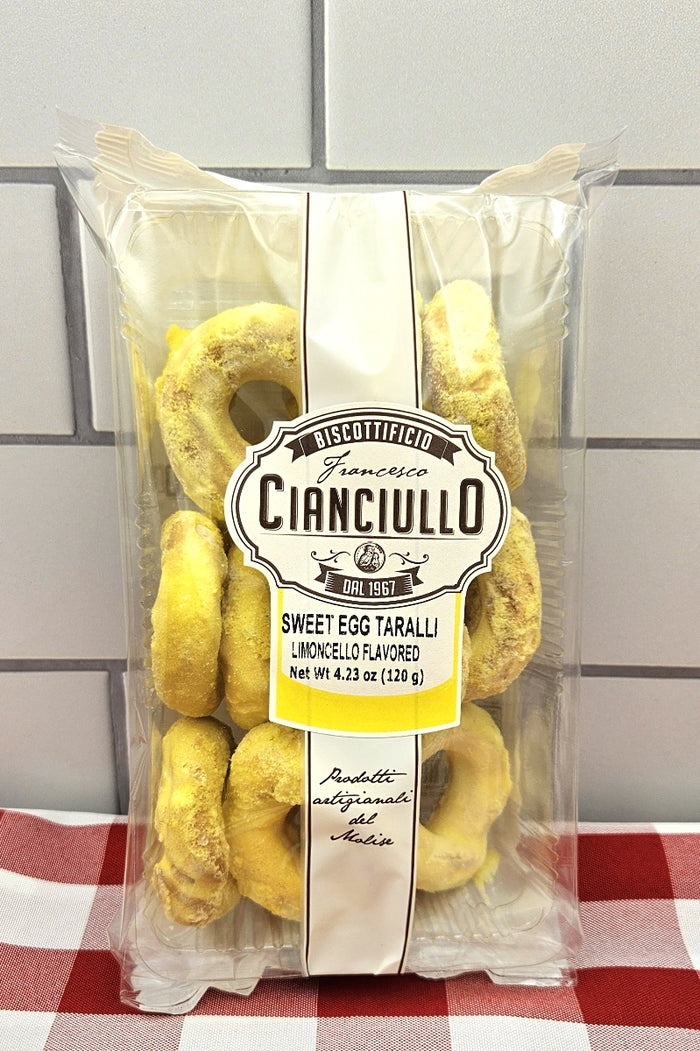 BISCOTTIFICIO
Francesco
CIANCIULLO
DAL 1967
SWEET EGG TARALLI
LIMONCELLO FLAVORED
Net Wt 4.23 oz (120 g)
Prodotti
artigianali
del
Molise